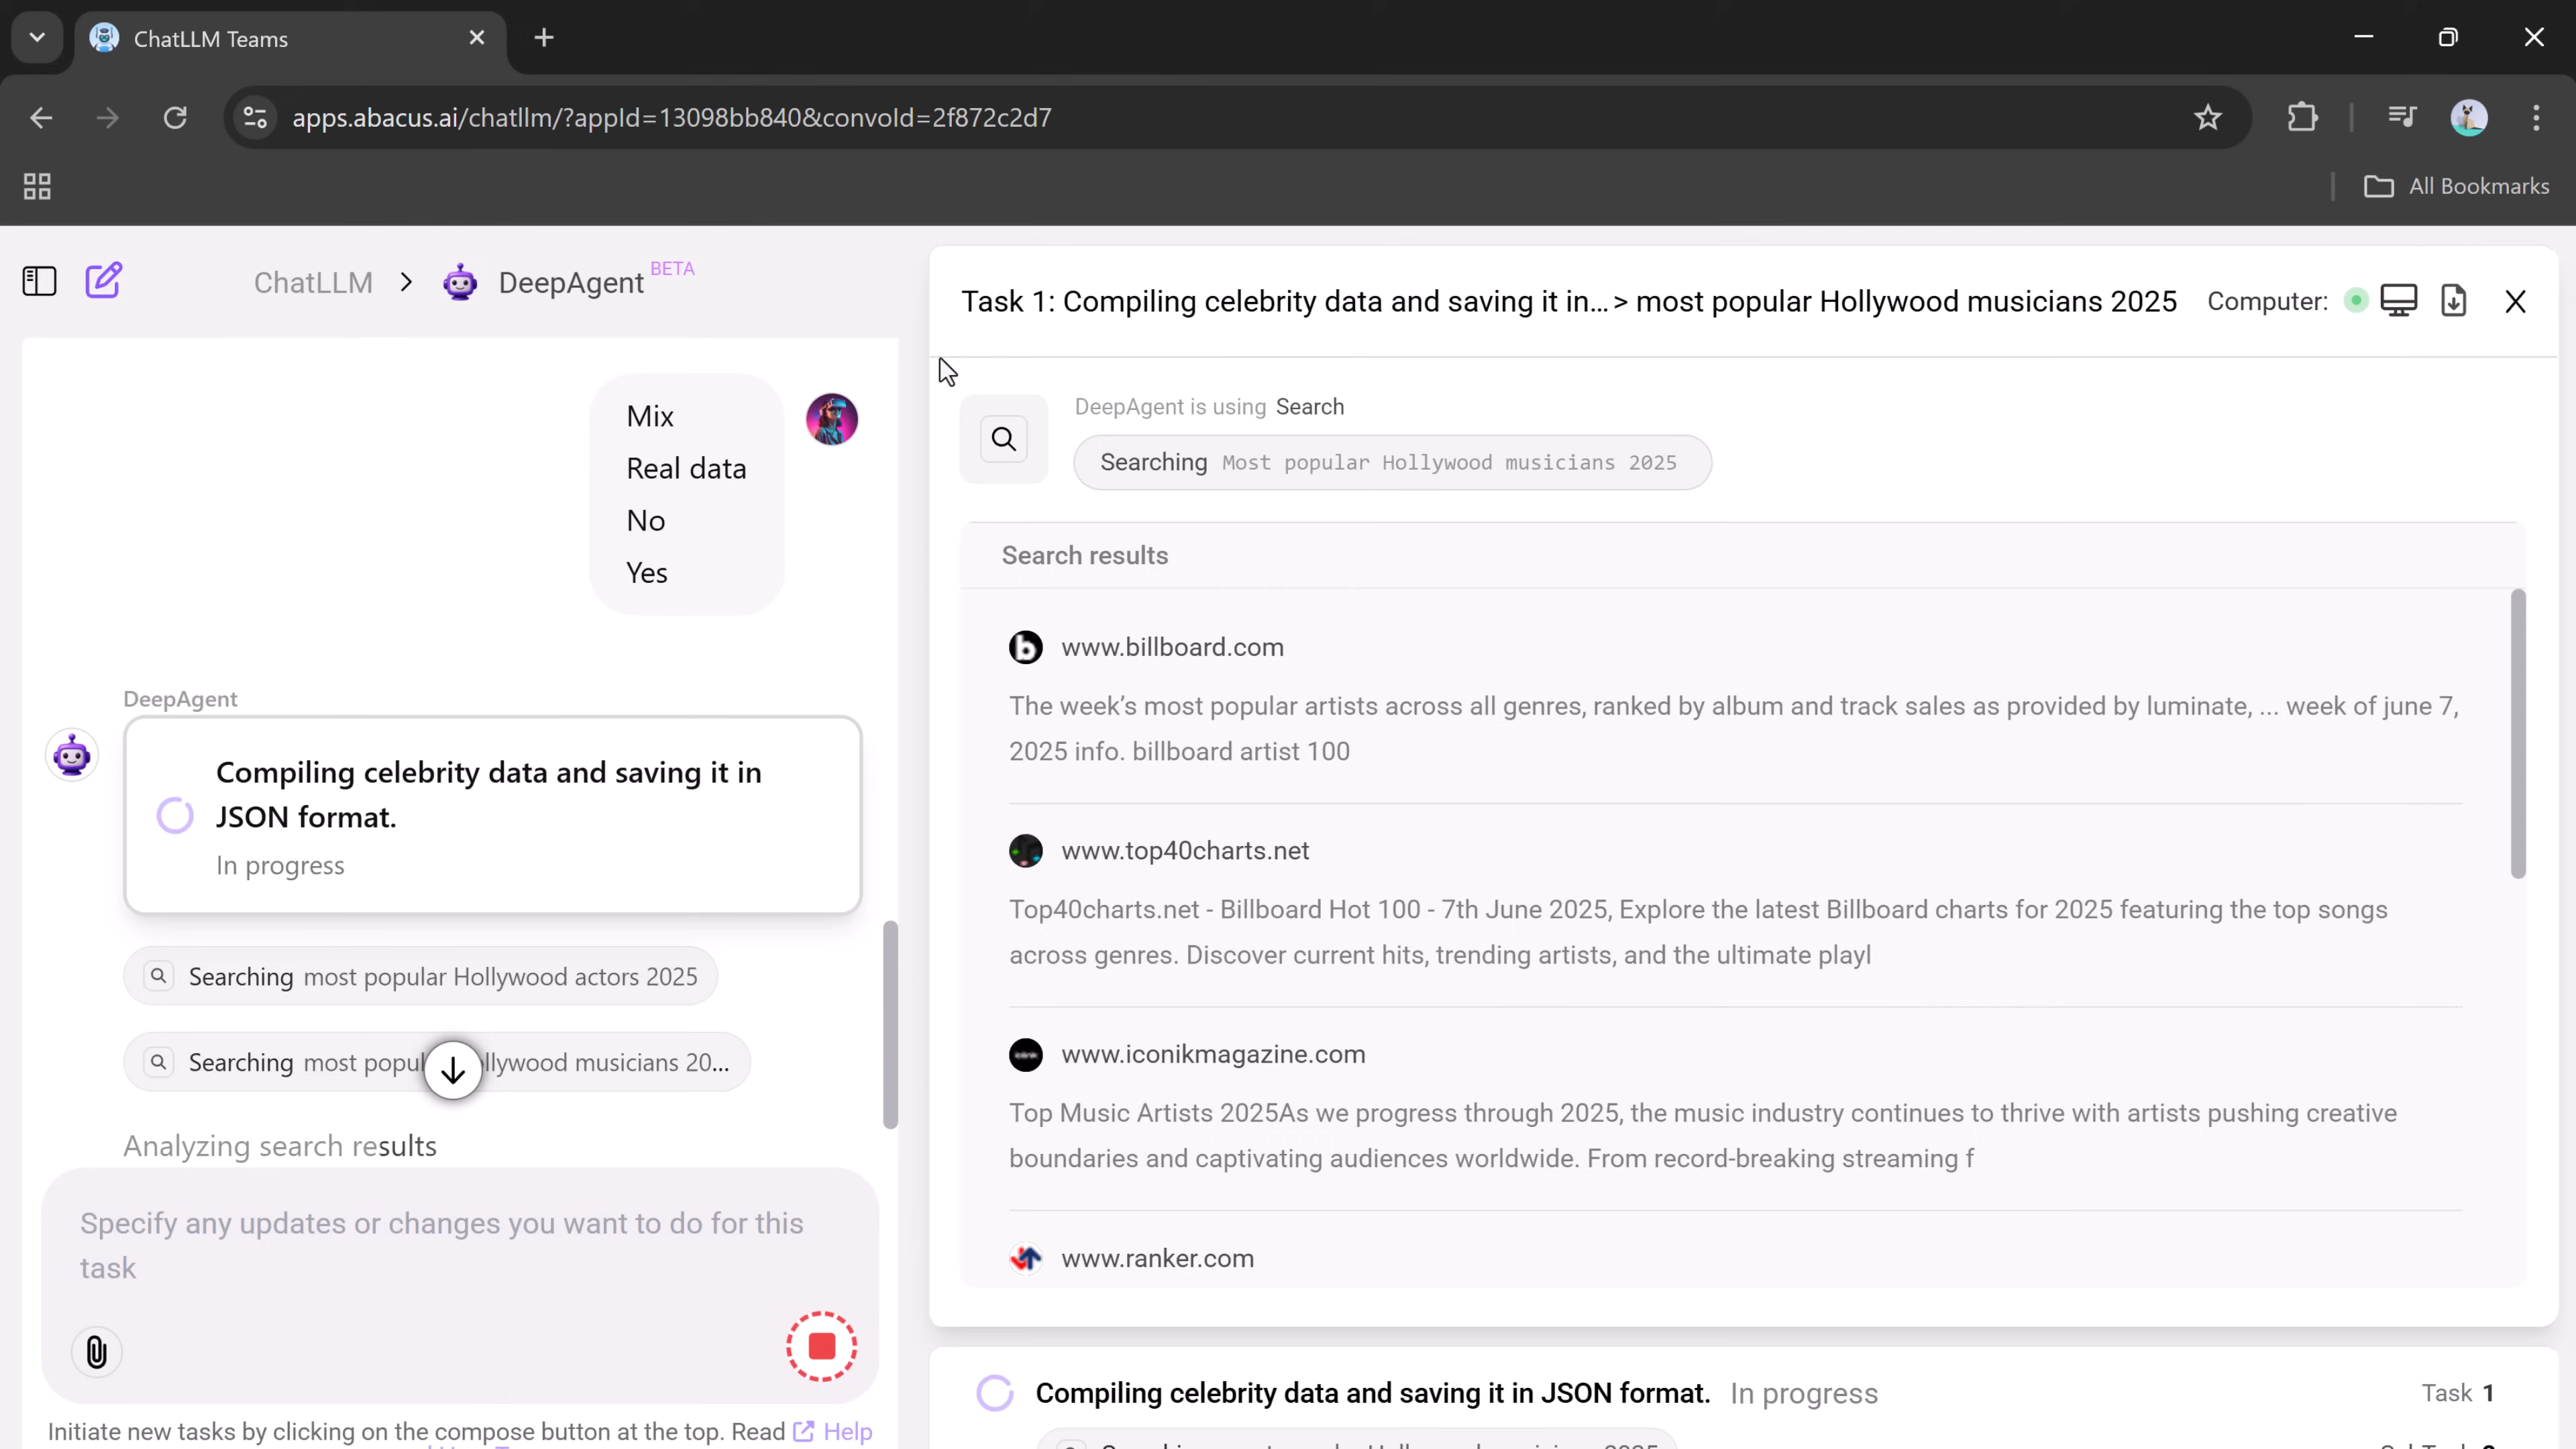 ChatLLM Teams
apps.abacus.ai/chatllm/?appId=13098bb840&convoId=2f872c2d7
All Bookmarks
ChatLLM > DeepAgent BETA
Mix
Real data
No
Yes
DeepAgent
Compiling celebrity data and saving it in
JSON format.
In progress
Searching most popular Hollywood actors 2025
Searching most popul llywood musicians 20...
Analyzing search results
Specify any updates or changes you want to do for this
task
Initiate new tasks by clicking on the compose button at the top. Read Help
Task 1: Compiling celebrity data and saving it in... > most popular Hollywood musicians 2025
Computer:
DeepAgent is using Search
Searching Most popular Hollywood musicians 2025
Search results
www.billboard.com
The week’s most popular artists across all genres, ranked by album and track sales as provided by luminate, ... week of june 7,
2025 info. billboard artist 100
www.top40charts.net
Top40charts.net - Billboard Hot 100 - 7th June 2025, Explore the latest Billboard charts for 2025 featuring the top songs
across genres. Discover current hits, trending artists, and the ultimate playl
www.iconikmagazine.com
Top Music Artists 2025As we progress through 2025, the music industry continues to thrive with artists pushing creative
boundaries and captivating audiences worldwide. From record-breaking streaming f
www.ranker.com
Compiling celebrity data and saving it in JSON format. In progress
Task 1